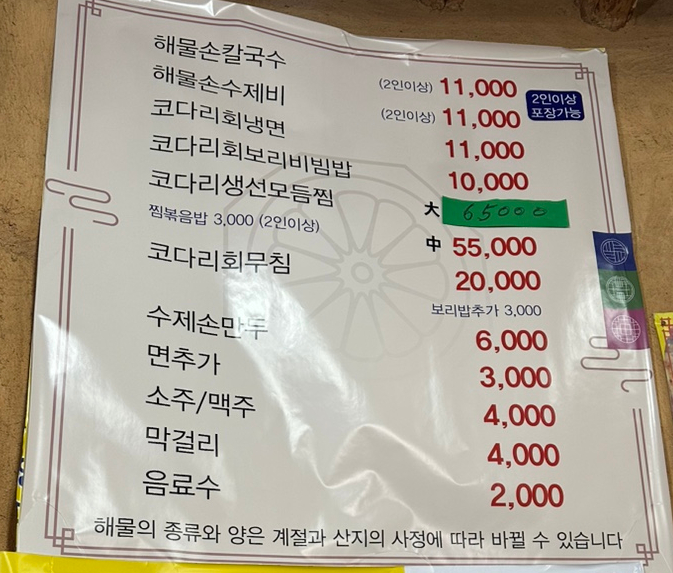 해물손칼국수 (2인이상) 11,000
해물손수제비 (2인이상) 11,000
2인이상
포장가능
코다리회냉면 11,000
코다리회보리비빔밥 10,000
코다리생선모듬찜 大 65000
찜볶음밥 3,000 (2인이상) 中 55,000
코다리회무침 20,000
보리밥추가 3,000
수제손만두 6,000
면추가 3,000
소주/맥주 4,000
막걸리 4,000
음료수 2,000
해물의 종류와 양은 계절과 산지의 사정에 따라 바뀔 수 있습니다